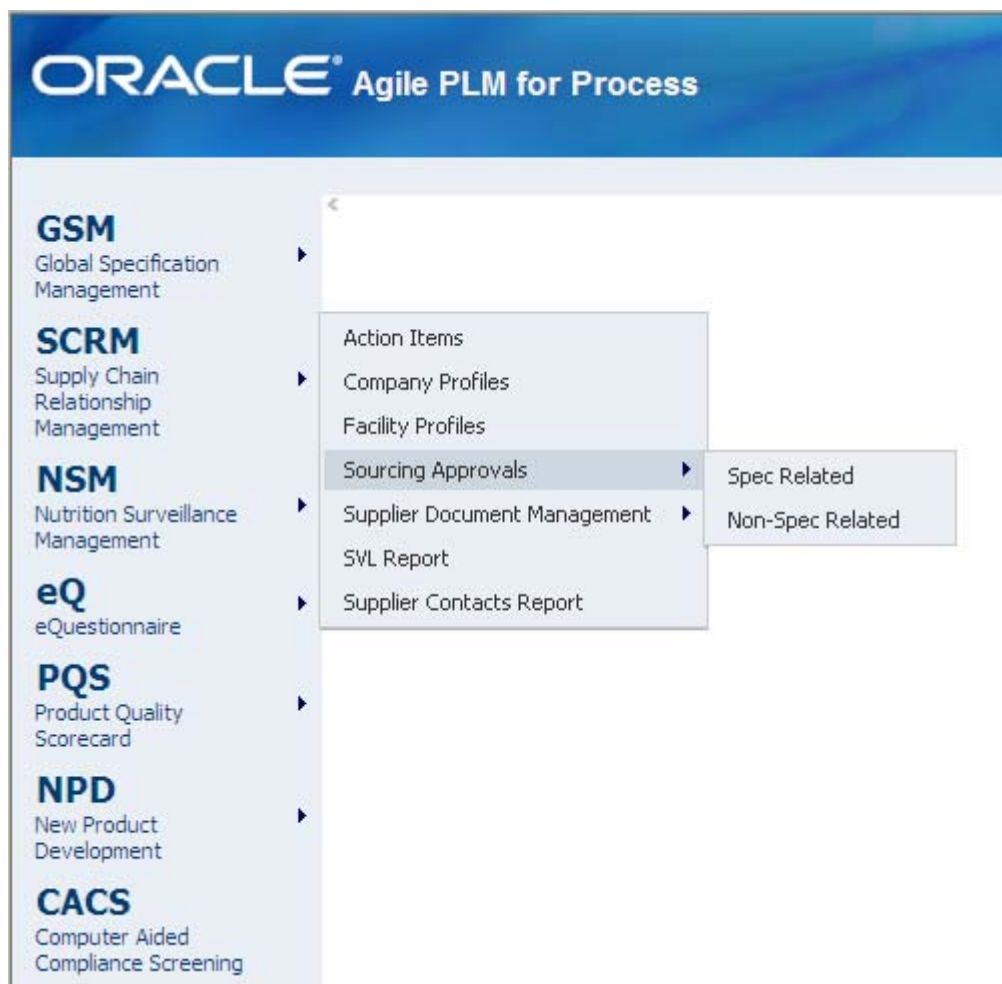 ORACLE® Agile PLM for Process
GSM
Global Specification
Management
SCRM
Supply Chain
Relationship
Management
NSM
Nutrition Surveillance
Management
eQ
eQuestionnaire
PQS
Product Quality
Scorecard
NPD
New Product
Development
CACS
Computer Aided
Compliance Screening
Action Items
Company Profiles
Facility Profiles
Sourcing Approvals
Supplier Document Management
SVL Report
Supplier Contacts Report
Spec Related
Non-Spec Related